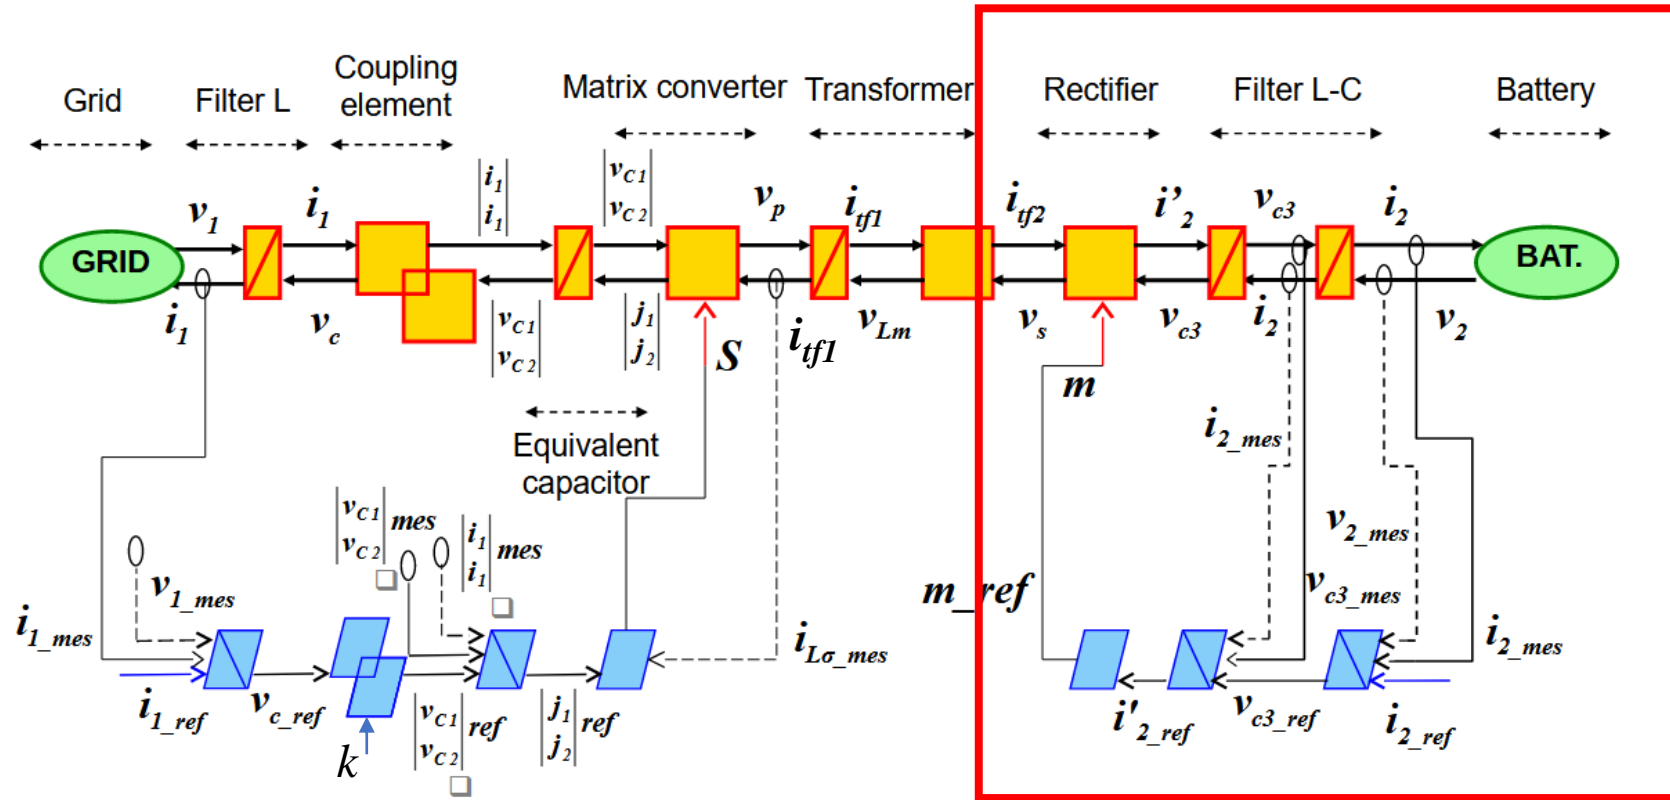 Grid
Filter L
Coupling
element
Matrix converter
Transformer
Rectifier
Filter L-C
Battery
v1
i1
|i1|
|i1|
|vC1|
|vC2|
vp
itf1
itf2
i'2
vc3
i2
GRID
BAT.
i1
vc
|vC1|
|vC2|
|j1|
|j2|
S
itf1
vLm
vs
vc3
i2
v2
m
Equivalent
capacitor
i2_mes
v2_mes
|vC1|
|vC2| mes
|i1|
|i1| mes
v1_mes
i1_mes
m_ref
vc3_mes
iLσ_mes
i2_mes
i1_ref
vc_ref
|vC1|
|vC2| ref
|j1|
|j2| ref
i'2_ref
vc3_ref
i2_ref
k